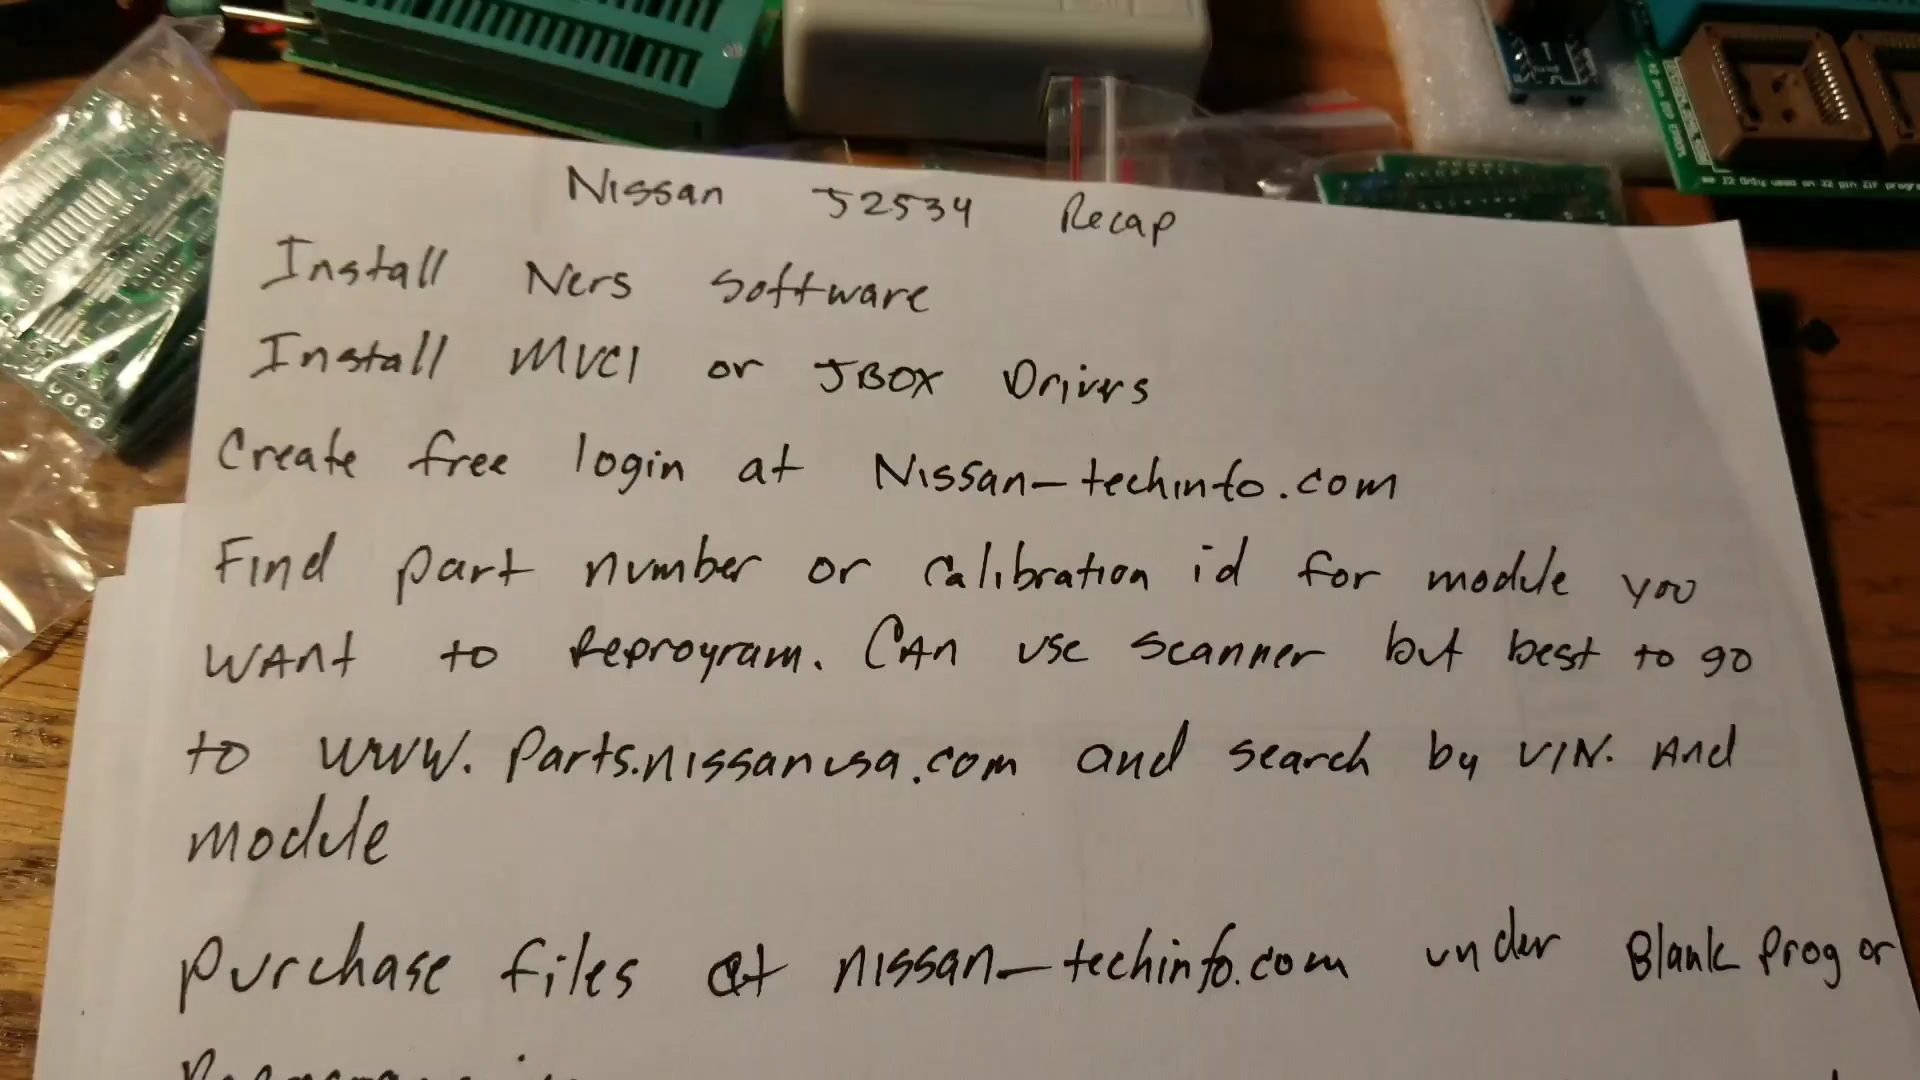 Nissan J2534 Recap
Install Ners Software
Install MVCI or JBOX Drivers
Create free login at Nissan-techinfo.com
Find part number or Calibration id for module you
WANT to Reprogram. CAN use scanner but best to go
to www.Parts.nissanusa.com and search by VIN. And
module
purchase files at nissan-techinfo.com under Blank Prog or